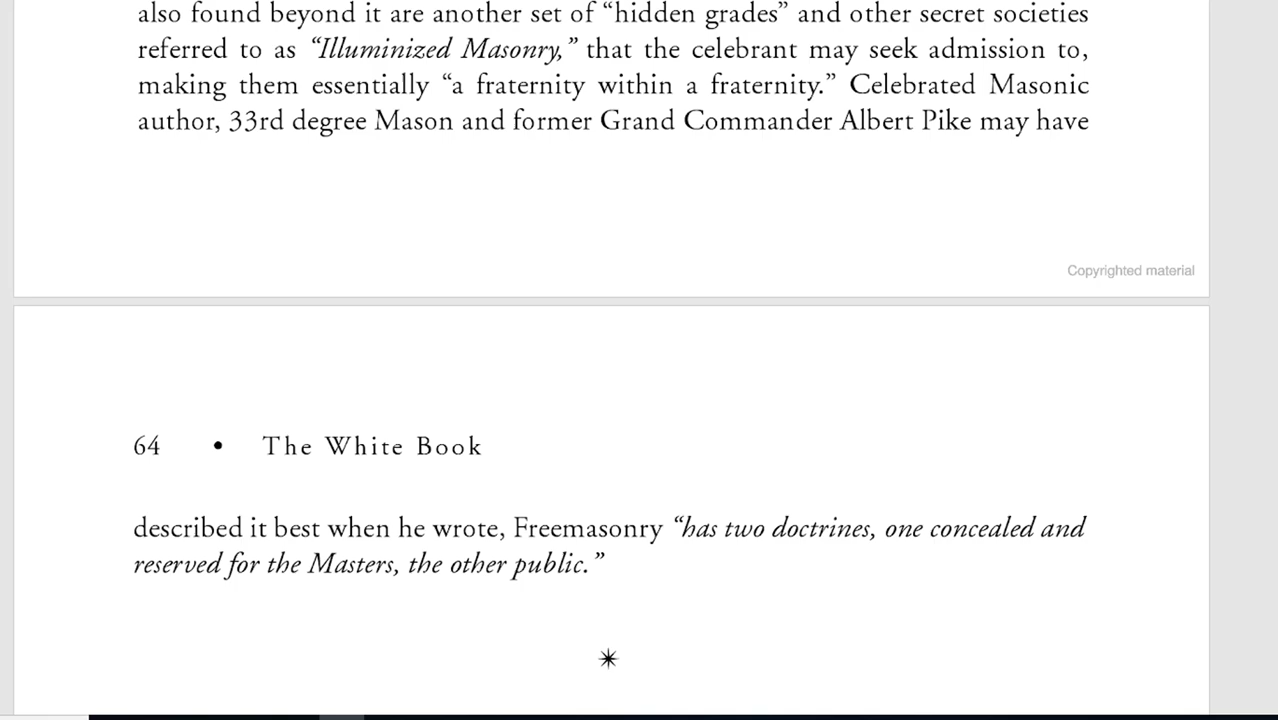 also found beyond it are another set of “hidden grades” and other secret societies
referred to as “Illuminized Masonry,” that the celebrant may seek admission to,
making them essentially “a fraternity within a fraternity.” Celebrated Masonic
author, 33rd degree Mason and former Grand Commander Albert Pike may have
Copyrighted material
64 • The White Book
described it best when he wrote, Freemasonry “has two doctrines, one concealed and
reserved for the Masters, the other public.”